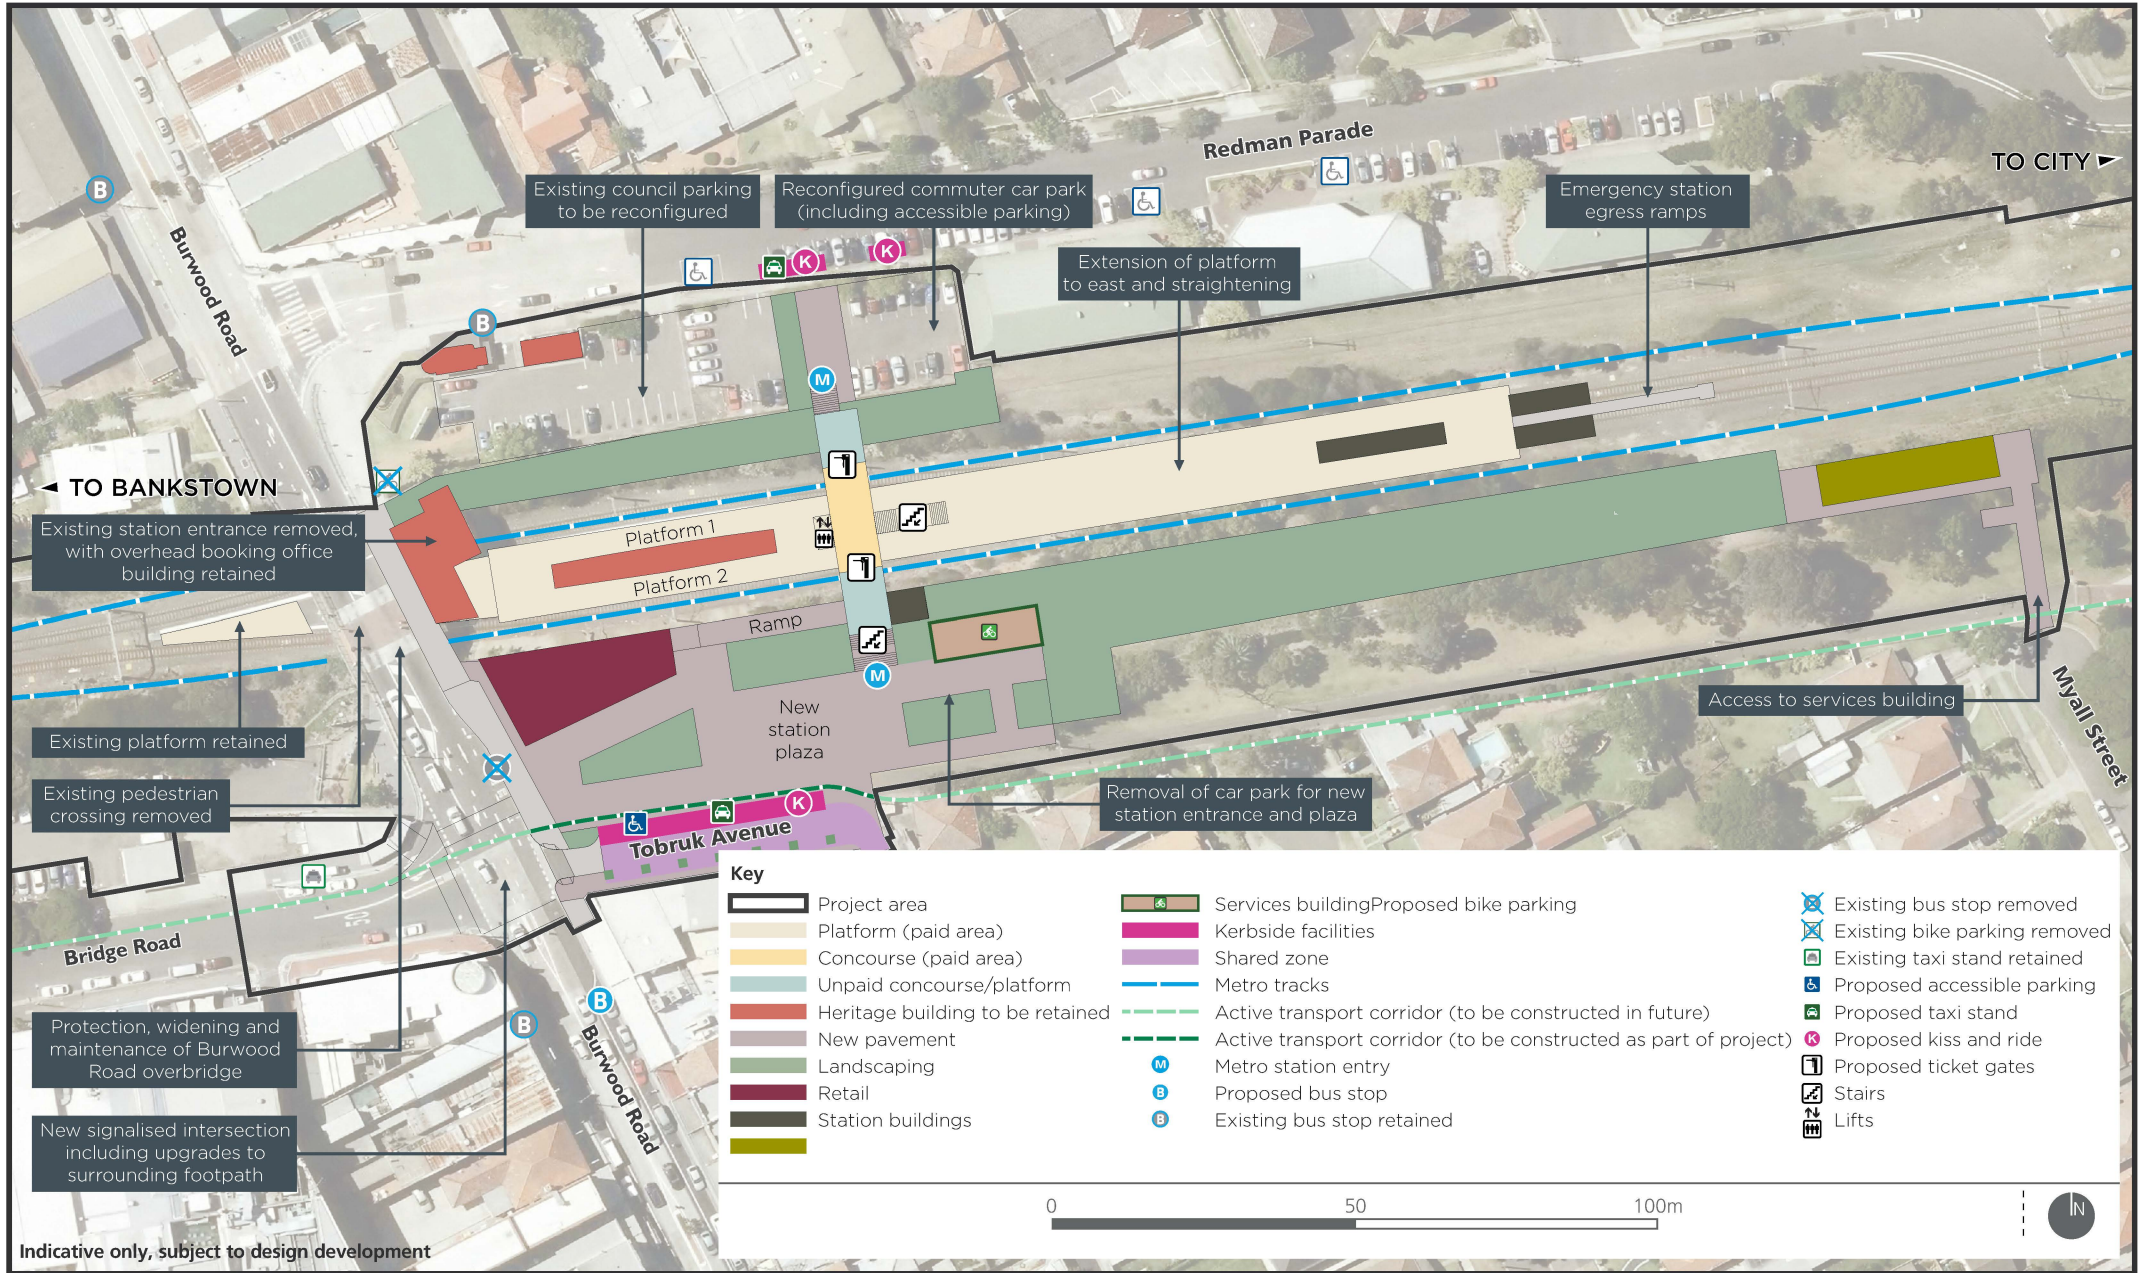 Redman Parade
TO CITY
B
Existing council parking
to be reconfigured
Reconfigured commuter car park
(including accessible parking)
Emergency station
egress ramps
Burwood Road
K
K
Extension of platform
to east and straightening
B
M
TO BANKSTOWN
Existing station entrance removed,
with overhead booking office
building retained
Platform 1
Platform 2
Ramp
M
New
station
plaza
Existing platform retained
Existing pedestrian
crossing removed
Access to services building
Myall Street
Removal of car park for new
station entrance and plaza
K
Tobruk Avenue
Bridge Road
B
B
Burwood Road
Protection, widening and
maintenance of Burwood
Road overbridge
New signalised intersection
including upgrades to
surrounding footpath
Indicative only, subject to design development
Key
Project area
Platform (paid area)
Concourse (paid area)
Unpaid concourse/platform
Heritage building to be retained
New pavement
Landscaping
Retail
Station buildings
Services buildingProposed bike parking
Kerbside facilities
Shared zone
Metro tracks
Active transport corridor (to be constructed in future)
Active transport corridor (to be constructed as part of project)
M Metro station entry
B Proposed bus stop
B Existing bus stop retained
Existing bus stop removed
Existing bike parking removed
Existing taxi stand retained
Proposed accessible parking
Proposed taxi stand
K Proposed kiss and ride
Proposed ticket gates
Stairs
Lifts
0 50 100m
N